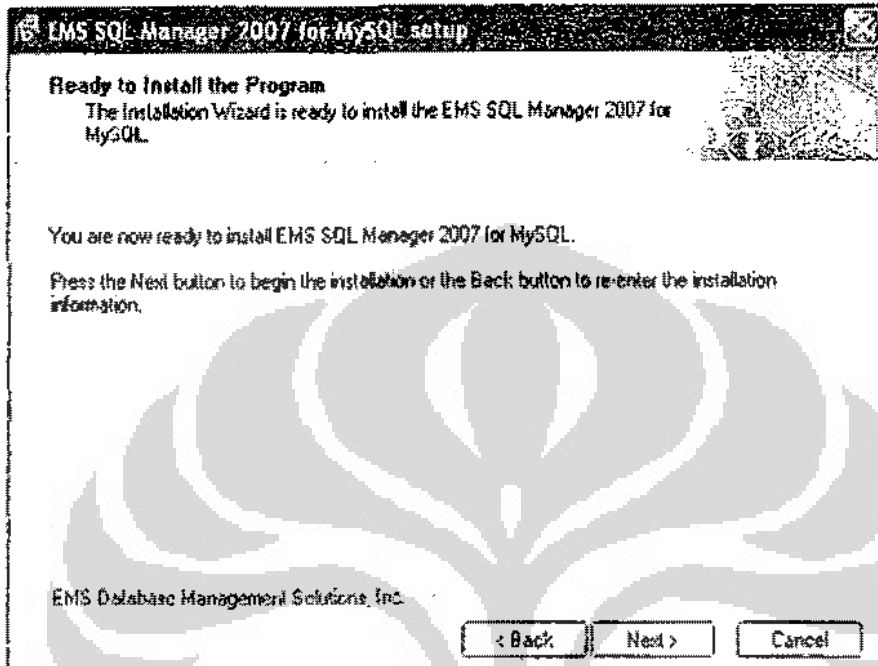 EMS SQL Manager 2007 for MySQL setup
Ready to Install the Program
The Installation Wizard is ready to install the EMS SQL Manager 2007 for
MySQL.
You are now ready to install EMS SQL Manager 2007 for MySQL.
Press the Next button to begin the installation or the Back button to re-enter the installation
information.
EMS Database Management Solutions, Inc.
< Back
Next >
Cancel